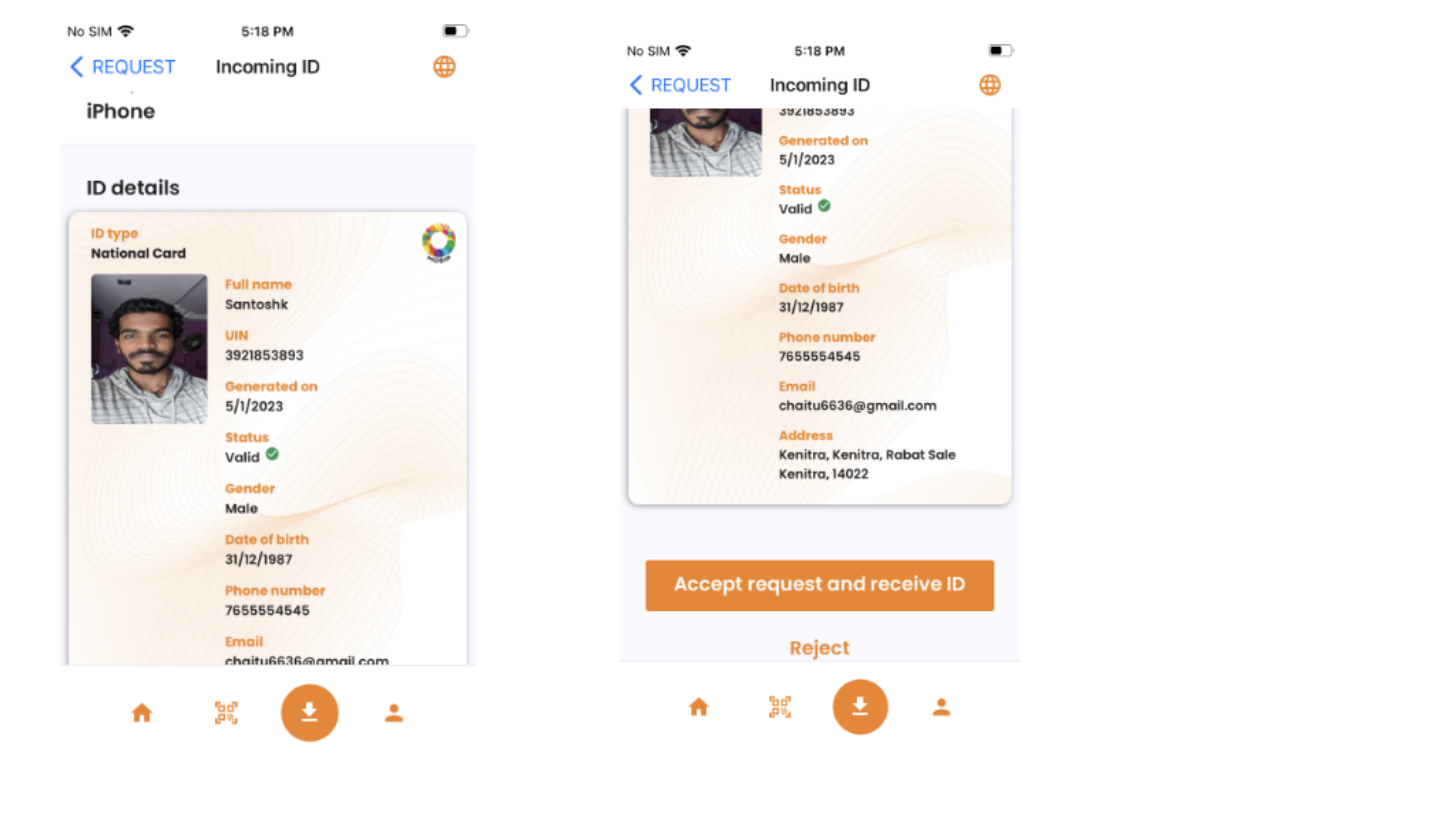 No SIM
5:18 PM
REQUEST
Incoming ID
iPhone
ID details
ID type
National Card
Full name
Santoshk
UIN
3921853893
Generated on
5/1/2023
Status
Valid
Gender
Male
Date of birth
31/12/1987
Phone number
7655554545
Email
chaitu6636@gmail.com
No SIM
5:18 PM
REQUEST
Incoming ID
3921853893
Generated on
5/1/2023
Status
Valid
Gender
Male
Date of birth
31/12/1987
Phone number
7655554545
Email
chaitu6636@gmail.com
Address
Kenitra, Kenitra, Rabat Sale
Kenitra, 14022
Accept request and receive ID
Reject